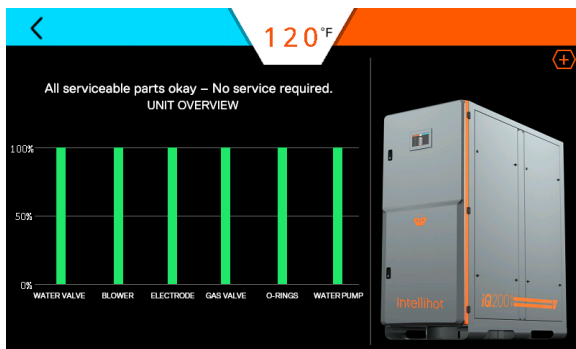 120°F
All serviceable parts okay – No service required.
UNIT OVERVIEW
100%
50%
0%
WATER VALVE BLOWER ELECTRODE GAS VALVE O-RINGS WATER PUMP
Intellihot
iQ2001